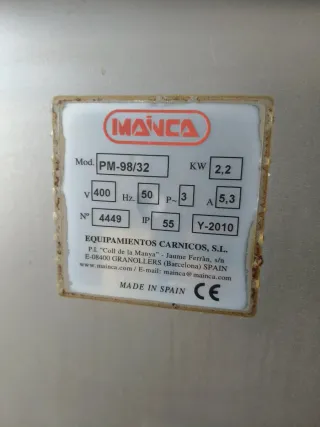 MAINCA
Mod. PM-98/32 KW 2,2
V 400 Hz. 50 P~ 3 A 5,3
Nº 4449 IP 55 Y-2010
EQUIPAMIENTOS CARNICOS, S.L.
P.I. "Coll de la Manya" - Jaume Ferràn, s/n
E-08400 GRANOLLERS (Barcelona) SPAIN
www.mainca.com / E-mail: mainca@mainca.com
MADE IN SPAIN CE